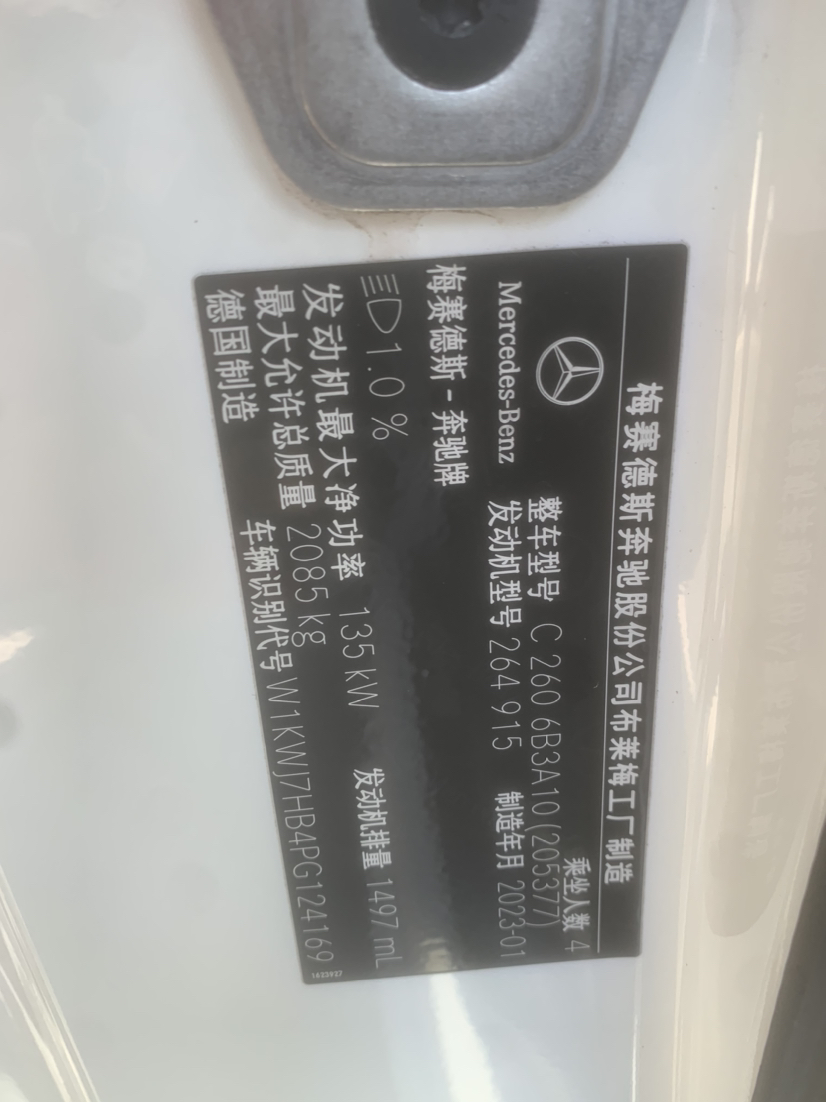 梅赛德斯奔驰股份公司布莱梅工厂制造
乘坐人数 4
整车型号 C 260 6B3A10(205377)
Mercedes-Benz
发动机型号 264 915 制造年月 2023-01
梅赛德斯-奔驰牌
1.0 % 发动机排量 1497 mL
发动机最大净功率 135 kW
最大允许总质量 2085 kg
德国制造 车辆识别代号 W1KWJ7HB4PG124169
1623927